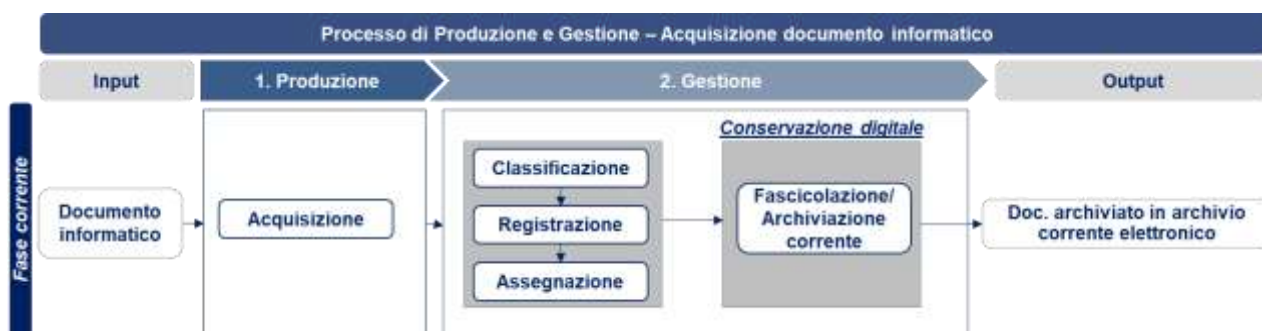 Processo di Produzione e Gestione – Acquisizione documento informatico
Input
1. Produzione
2. Gestione
Output
Fase corrente
Documento
informatico
Acquisizione
Classificazione
Registrazione
Assegnazione
Conservazione digitale
Fascicolazione/
Archiviazione
corrente
Doc. archiviato in archivio
corrente elettronico